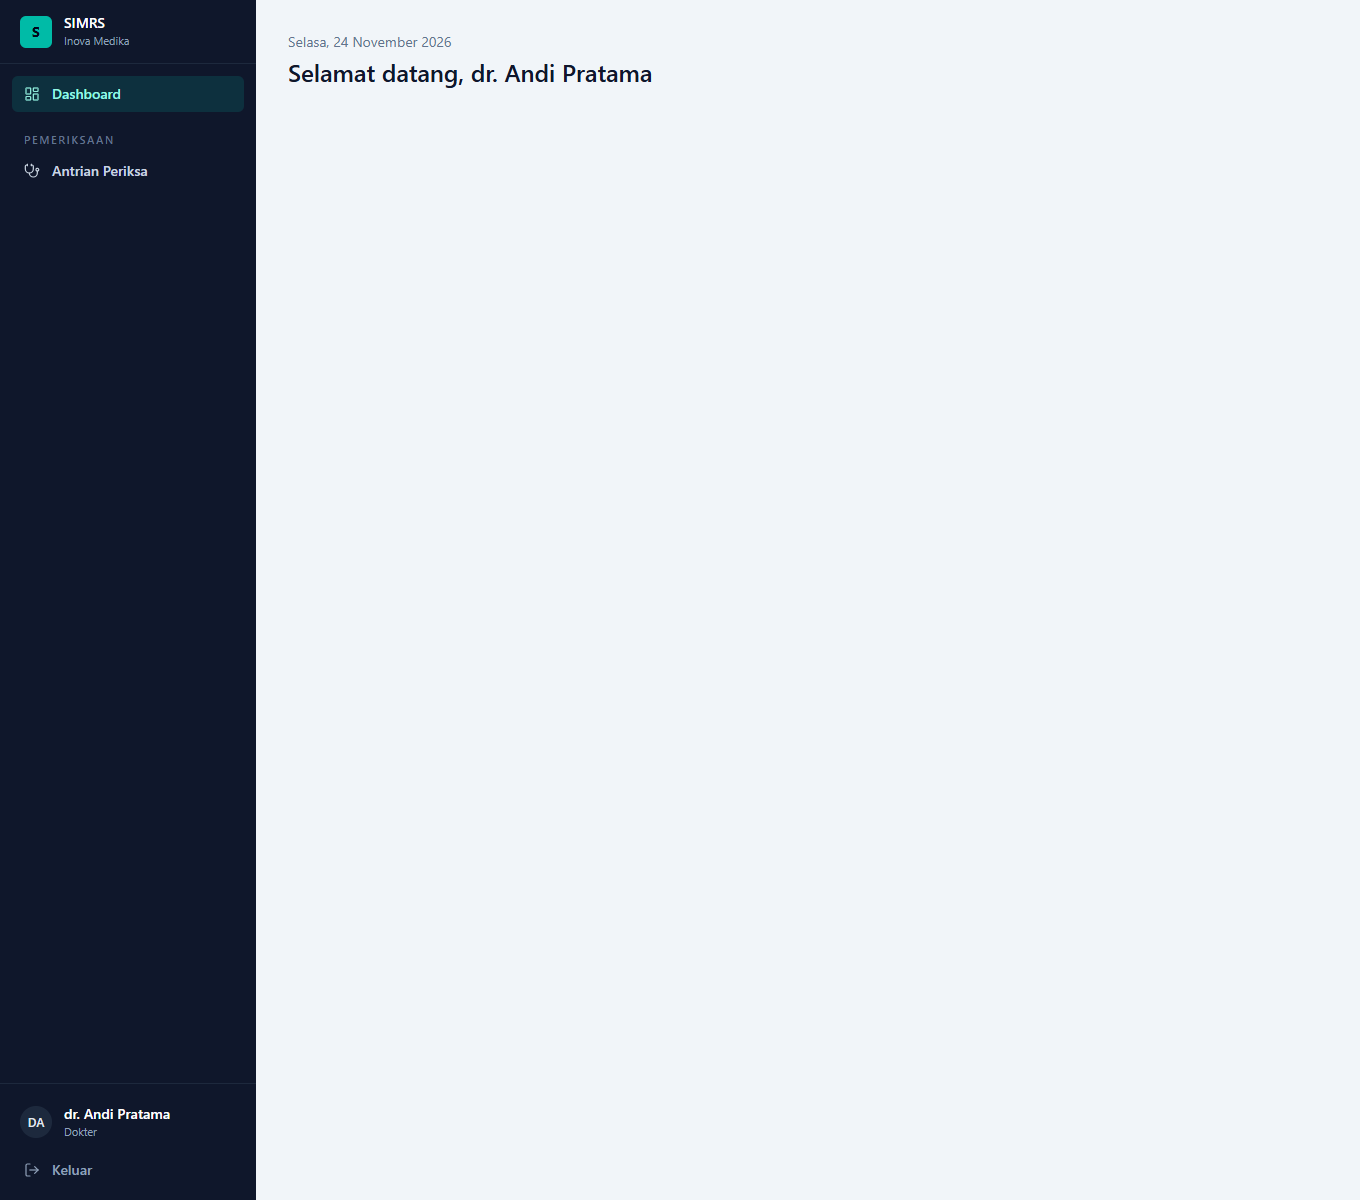 S
SIMRS
Inova Medika
Dashboard
PEMERIKSAAN
Antrian Periksa
Selasa, 24 November 2026
Selamat datang, dr. Andi Pratama
DA
dr. Andi Pratama
Dokter
Keluar